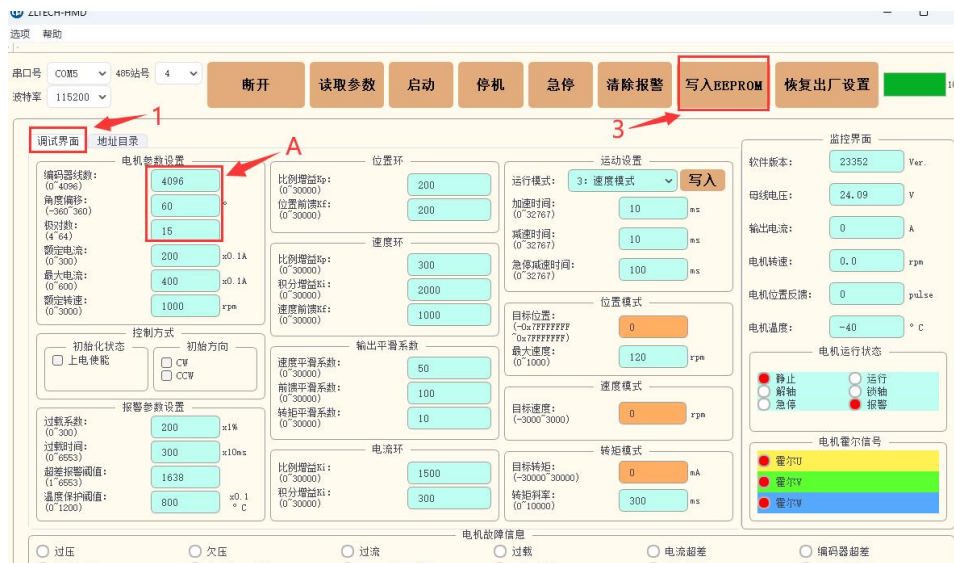 ZLTECH-HMD
选项 帮助
串口号 COM5 485站号 4
波特率 115200
断开 读取参数 启动 停机 急停 清除报警 写入EEPROM 恢复出厂设置
1
3
A
调试界面 地址目录
电机参数设置
编码器线数:
(0~4096)
4096
角度偏移:
(-360~360)
60 °
极对数:
(4~64)
15
额定电流:
(0~300)
200 x0.1A
最大电流:
(0~600)
400 x0.1A
额定转速:
(0~3000)
1000 rpm
控制方式
初始化状态
上电使能
初始方向
CW
CCW
报警参数设置
过载系数:
(0~300)
200 x1%
过载时间:
(0~6553)
300 x10ms
超差报警阈值:
(1~6553)
1638
温度保护阈值:
(0~1200)
800 x0.1 °C
位置环
比例增益Kp:
(0~30000)
200
位置前馈Kf:
(0~30000)
200
速度环
比例增益Kp:
(0~30000)
300
积分增益Ki:
(0~30000)
2000
速度前馈Kf:
(0~30000)
1000
输出平滑系数
速度平滑系数:
(0~30000)
50
前馈平滑系数:
(0~30000)
100
转矩平滑系数:
(0~30000)
10
电流环
比例增益Ki:
(0~30000)
1500
积分增益Ki:
(0~30000)
300
运动设置
运行模式: 3: 速度模式 写入
加速时间:
(0~32767)
10 ms
减速时间:
(0~32767)
10 ms
急停减速时间:
(0~32767)
100 ms
位置模式
目标位置:
(-0x7FFFFFFF
~0x7FFFFFFF)
0
最大速度:
(0~1000)
120 rpm
速度模式
目标速度:
(-3000~3000)
0 rpm
转矩模式
目标转矩:
(-30000~30000)
0 mA
转矩斜率:
(0~10000)
300 ms
监控界面
软件版本: 23352 Ver.
母线电压: 24.09 V
输出电流: 0 A
电机转速: 0.0 rpm
电机位置反馈: 0 pulse
电机温度: -40 °C
电机运行状态
静止 运行
解轴 锁轴
急停 报警
电机霍尔信号
霍尔U
霍尔V
霍尔W
电机故障信息
过压 欠压 过流 过载 电流超差 编码器超差